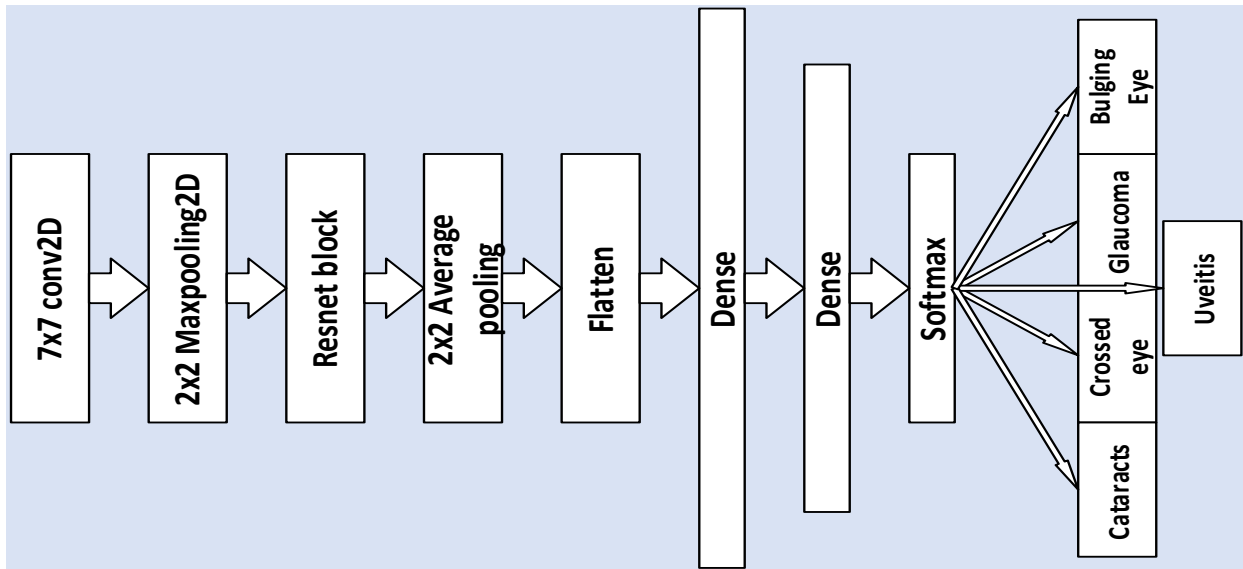 7x7 conv2D
2x2 Maxpooling2D
Resnet block
2x2 Average
pooling
Flatten
Dense
Dense
Softmax
Cataracts
Crossed
eye
Glaucoma
Bulging
Eye
Uveitis